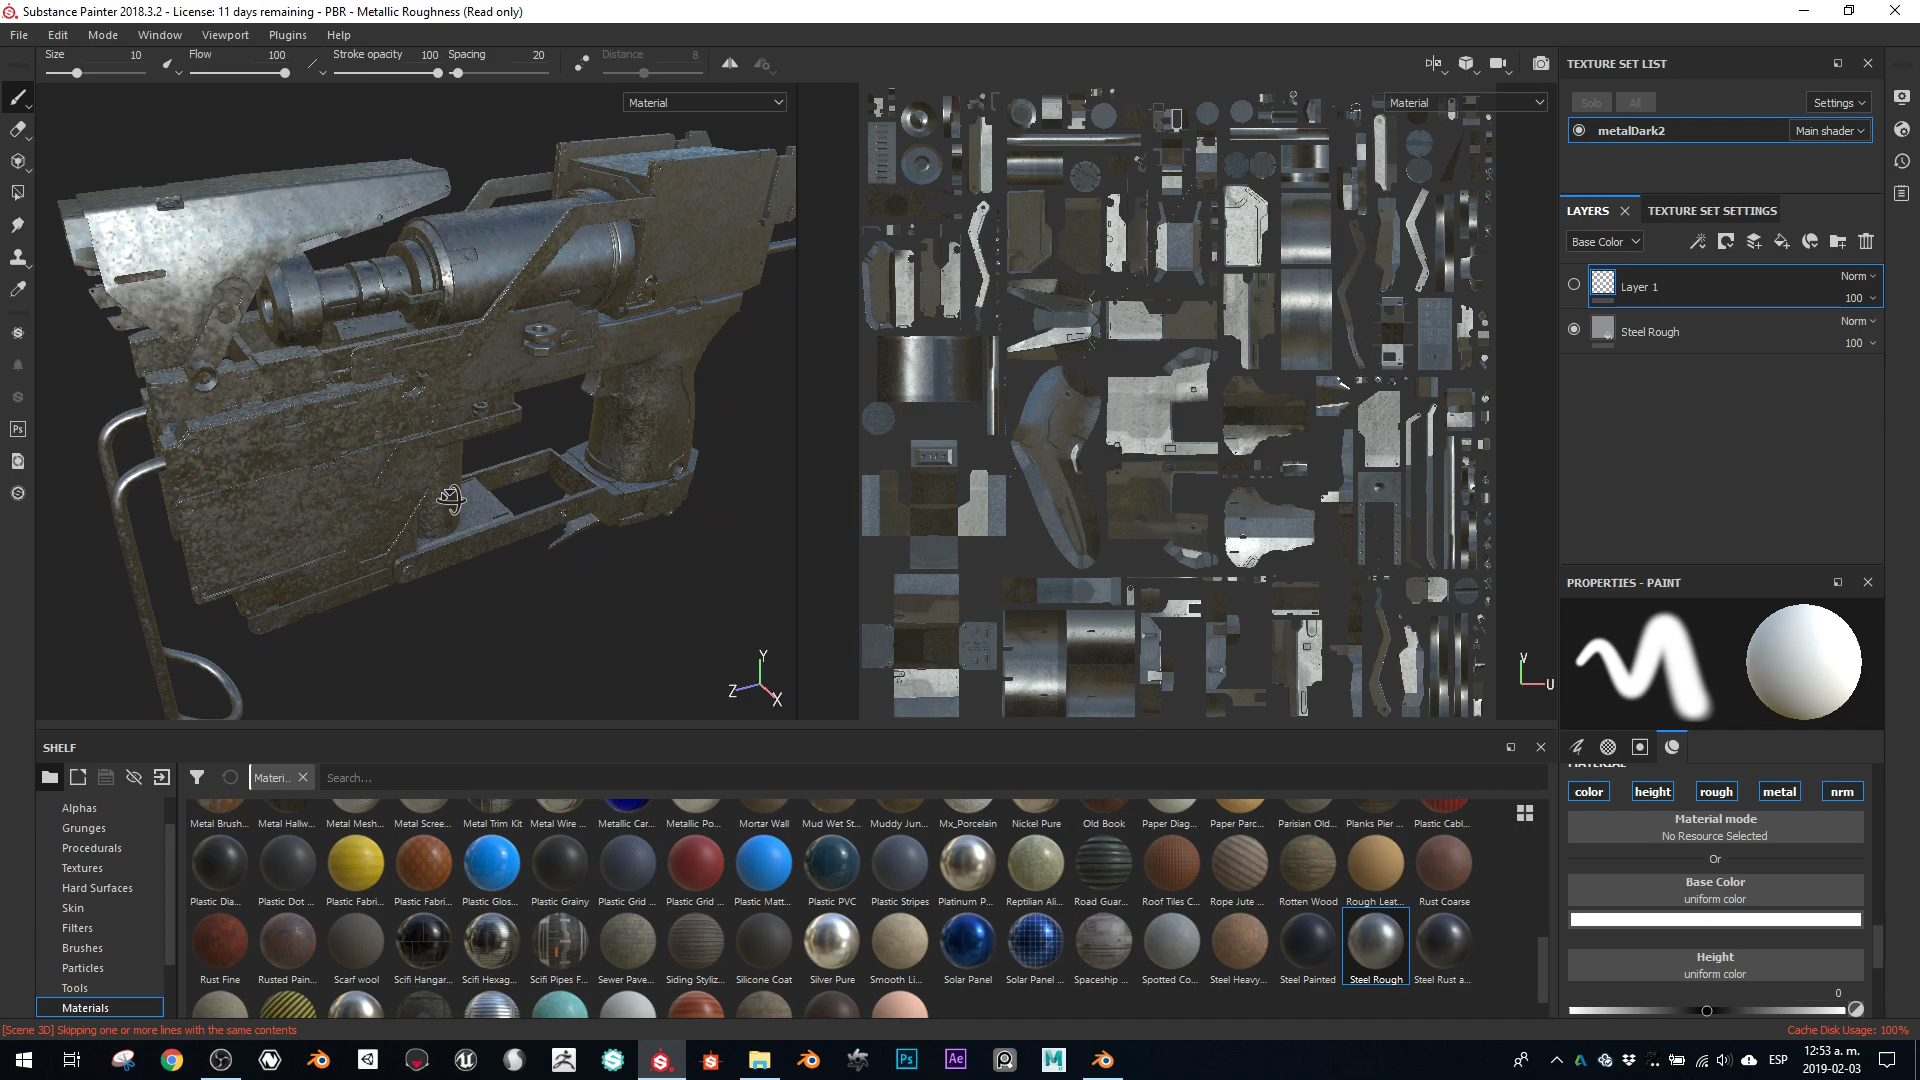 Substance Painter 2018.3.2 - License: 11 days remaining - PBR - Metallic Roughness (Read only)
File Edit Mode Window Viewport Plugins Help
Size 10 Flow 100 Stroke opacity 100 Spacing 20 Distance 8
Material
Material
Y
Z
X
V
U
TEXTURE SET LIST
Solo All Settings
metalDark2 Main shader
LAYERS TEXTURE SET SETTINGS
Base Color
Layer 1 Norm
100
Steel Rough Norm
100
PROPERTIES - PAINT
MATERIAL
color height rough metal nrm
Material mode
No Resource Selected
Or
Base Color
uniform color
Height
uniform color
0
SHELF
Materi.. Search...
Alphas
Grunges
Procedurals
Textures
Hard Surfaces
Skin
Filters
Brushes
Particles
Tools
Materials
Metal Brush... Metal Hallw... Metal Mesh... Metal Scree... Metal Trim Kit Metal Wire ... Metallic Car... Metallic Po... Mortar Wall Mud Wet St... Muddy Jun... Mx_Porcelain Nickel Pure Old Book Paper Diag... Paper Parc... Parisian Old... Planks Pier ... Plastic Cabl...
Plastic Dia... Plastic Dot ... Plastic Fabri... Plastic Fabri... Plastic Glos... Plastic Grainy Plastic Grid ... Plastic Grid ... Plastic Matt... Plastic PVC Plastic Stripes Platinum P... Reptilian Ali... Road Guar... Roof Tiles C... Rope Jute ... Rotten Wood Rough Leat... Rust Coarse
Rust Fine Rusted Pain... Scarf wool Scifi Hangar... Scifi Hexag... Scifi Pipes F... Sewer Pave... Siding Styliz... Silicone Coat Silver Pure Smooth Li... Solar Panel Solar Panel ... Spaceship ... Spotted Co... Steel Heavy... Steel Painted Steel Rough Steel Rust a...
[Scene 3D] Skipping one or more lines with the same contents
Cache Disk Usage: 100%
Ps
Ps Ae
ESP
12:53 a. m.
2019-02-03